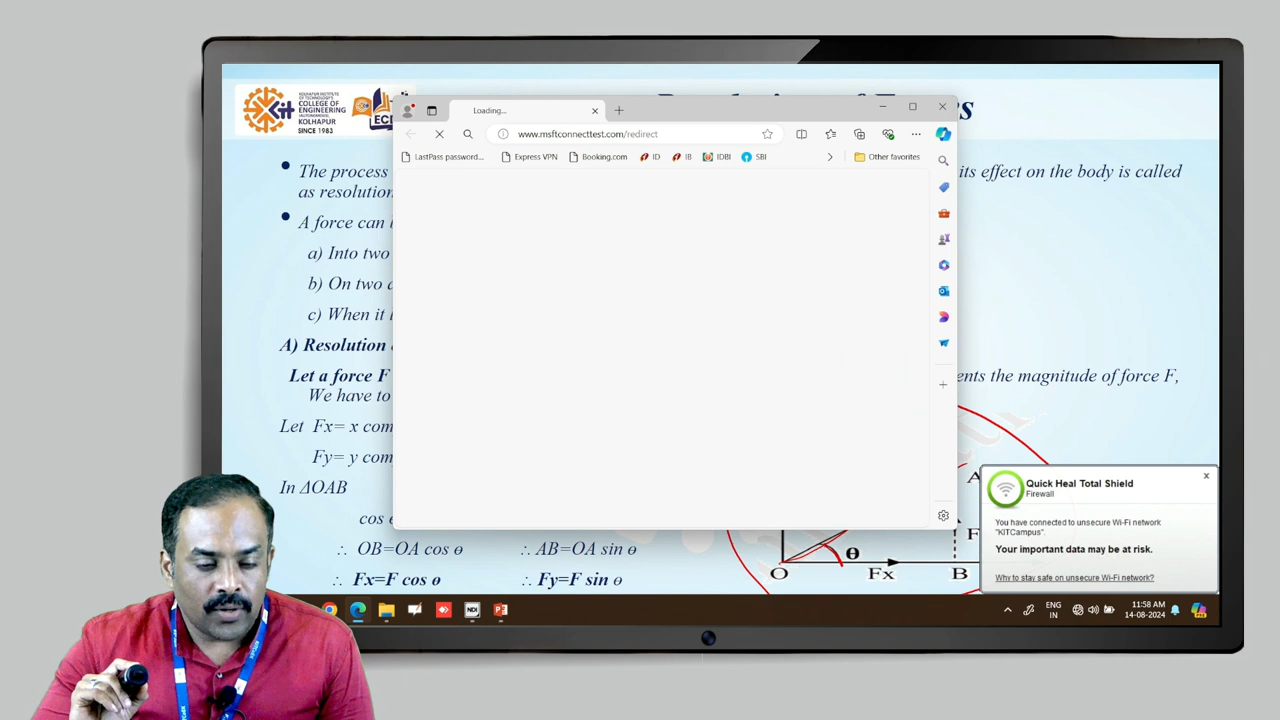 KOLHAPUR INSTITUTE
OF TECHNOLOGY'S
COLLEGE OF
ENGINEERING
(AUTONOMOUS)
KOLHAPUR
SINCE 1983
Kit
Loading...
www.msftconnecttest.com/redirect
LastPass password... Express VPN Booking.com ID IB IDBI SBI Other favorites
• The process its effect on the body is called
as resolution
• A force can
a) Into two
b) On two
c) When it
A) Resolution
Let a force F ents the magnitude of force F,
We have to
Let Fx= x com
Fy= y com
In ΔOAB
cos
∴ OB=OA cos ө ∴ AB=OA sin ө
∴ Fx=F cos ө ∴ Fy=F sin ө
A
F
θ
O Fx B
Quick Heal Total Shield
Firewall
You have connected to unsecure Wi-Fi network
"KITCampus".
Your important data may be at risk.
Why to stay safe on unsecure Wi-Fi network?
ENG
IN
11:58 AM
14-08-2024